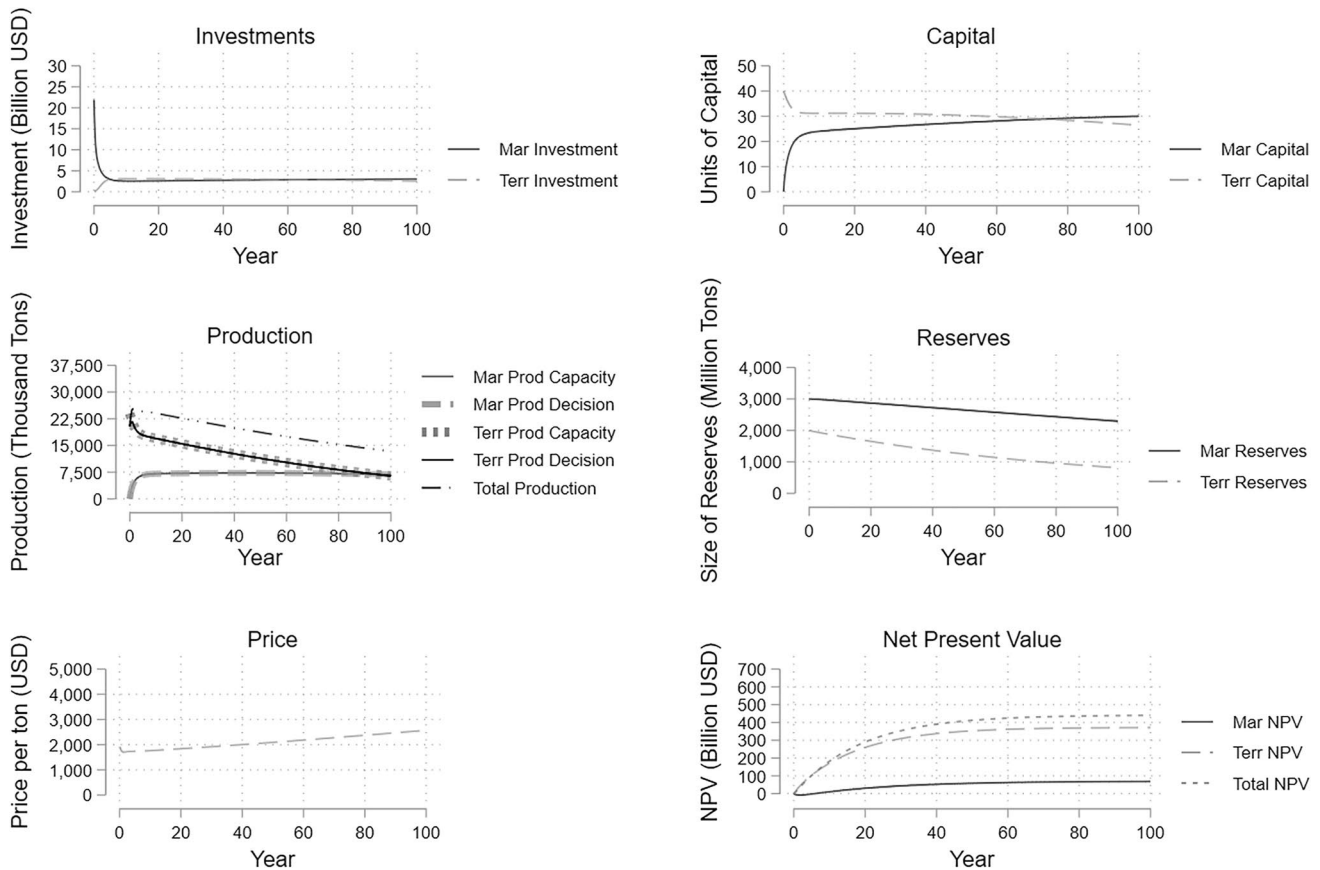 Investments
Investment (Billion USD)
30
25
20
15
10
5
0
0 20 40 60 80 100
Year
Mar Investment
Terr Investment
Capital
Units of Capital
50
40
30
20
10
0
0 20 40 60 80 100
Year
Mar Capital
Terr Capital
Production
Production (Thousand Tons)
37,500
30,000
22,500
15,000
7,500
0
0 20 40 60 80 100
Year
Mar Prod Capacity
Mar Prod Decision
Terr Prod Capacity
Terr Prod Decision
Total Production
Reserves
Size of Reserves (Million Tons)
4,000
3,000
2,000
1,000
0
0 20 40 60 80 100
Year
Mar Reserves
Terr Reserves
Price
Price per ton (USD)
5,000
4,000
3,000
2,000
1,000
0
0 20 40 60 80 100
Year
Net Present Value
NPV (Billion USD)
700
600
500
400
300
200
100
0
0 20 40 60 80 100
Year
Mar NPV
Terr NPV
Total NPV